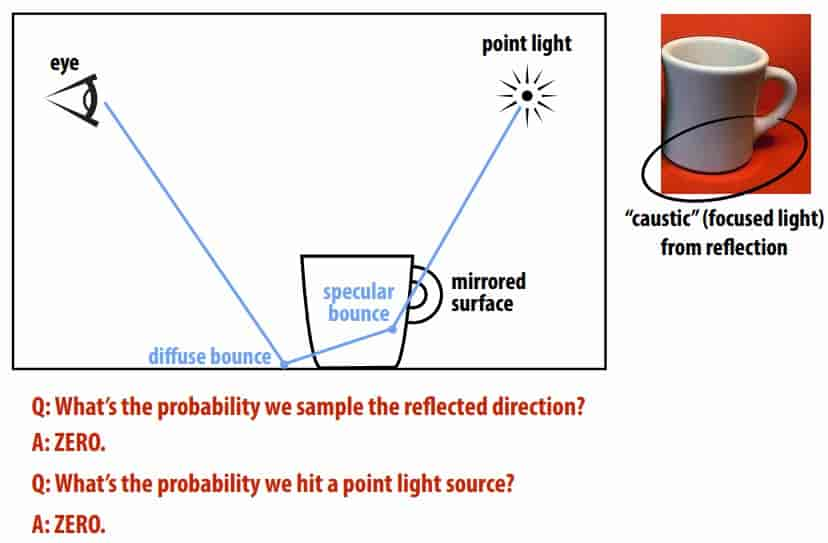 eye
point light
specular
bounce
mirrored
surface
diffuse bounce
“caustic” (focused light)
from reflection
Q: What’s the probability we sample the reflected direction?
A: ZERO.
Q: What’s the probability we hit a point light source?
A: ZERO.